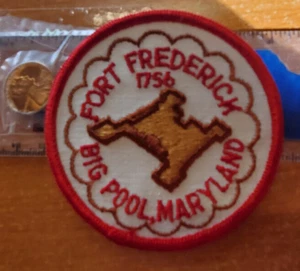 FORT FREDERICK
1756
BIG POOL, MARYLAND